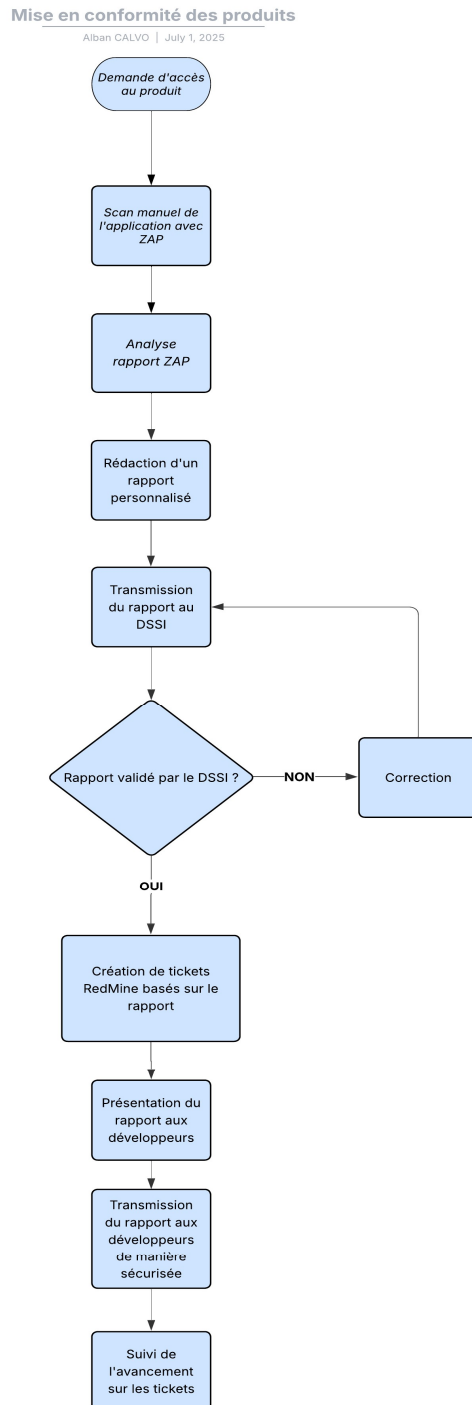 Mise en conformité des produits
Alban CALVO | July 1, 2025
Demande d'accès
au produit
Scan manuel de
l'application avec
ZAP
Analyse
rapport ZAP
Rédaction d'un
rapport
personnalisé
Transmission
du rapport au
DSSI
Rapport validé par le DSSI ?
NON
Correction
OUI
Création de tickets
RedMine basés sur le
rapport
Présentation du
rapport aux
développeurs
Transmission
du rapport aux
développeurs
de manière
sécurisée
Suivi de
l'avancement
sur les tickets